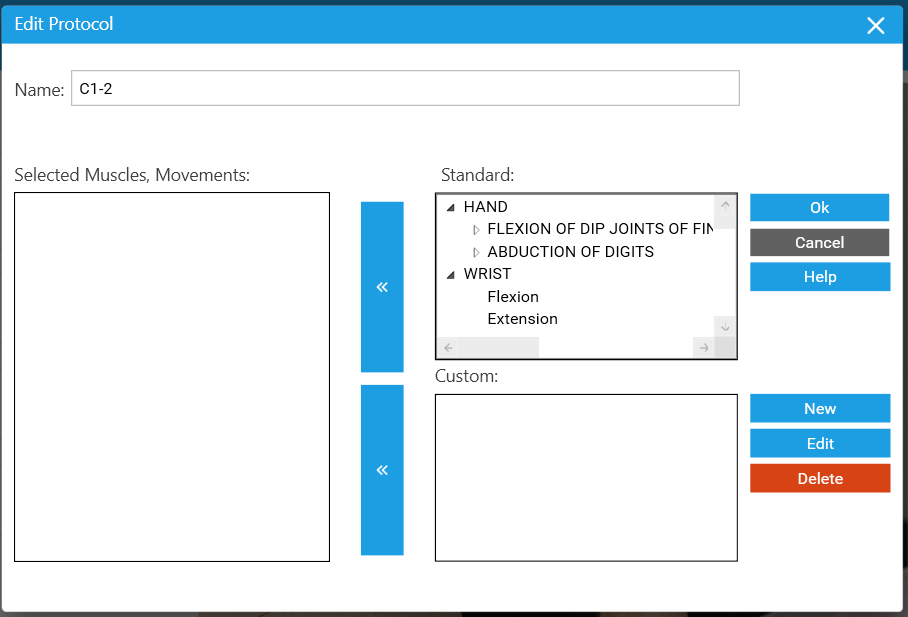 Edit Protocol
Name: C1-2
Selected Muscles, Movements:
Standard:
HAND
FLEXION OF DIP JOINTS OF FIN
ABDUCTION OF DIGITS
WRIST
Flexion
Extension
Ok
Cancel
Help
Custom:
New
Edit
Delete